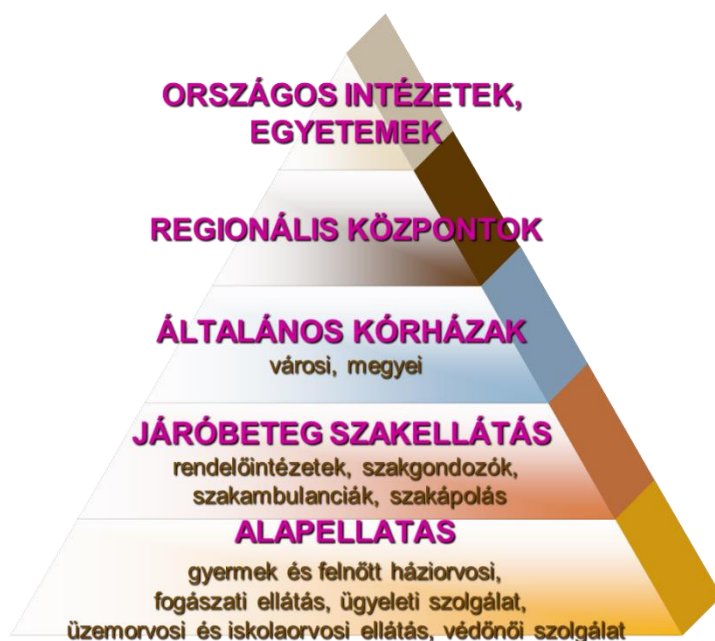 ORSZÁGOS INTÉZETEK,
EGYETEMEK
REGIONÁLIS KÖZPONTOK
ÁLTALÁNOS KÓRHÁZAK
városi, megyei
JÁRÓBETEG SZAKELLÁTÁS
rendelőintézetek, szakgondozók,
szakambulanciák, szakápolás
ALAPELLATAS
gyermek és felnőtt háziorvosi,
fogászati ellátás, ügyeleti szolgálat,
üzemorvosi és iskolaorvosi ellátás, védőnői szolgálat